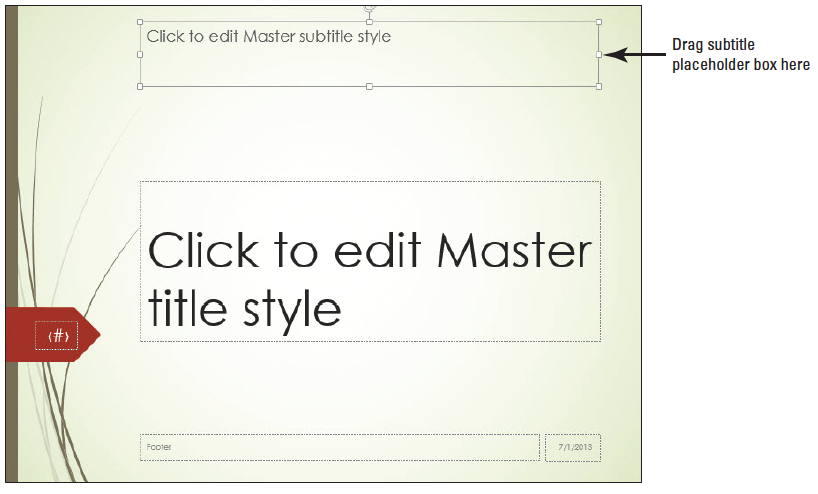 Click to edit Master subtitle style
Drag subtitle
placeholder box here
Click to edit Master
title style
‹#›
Footer
7/1/2013